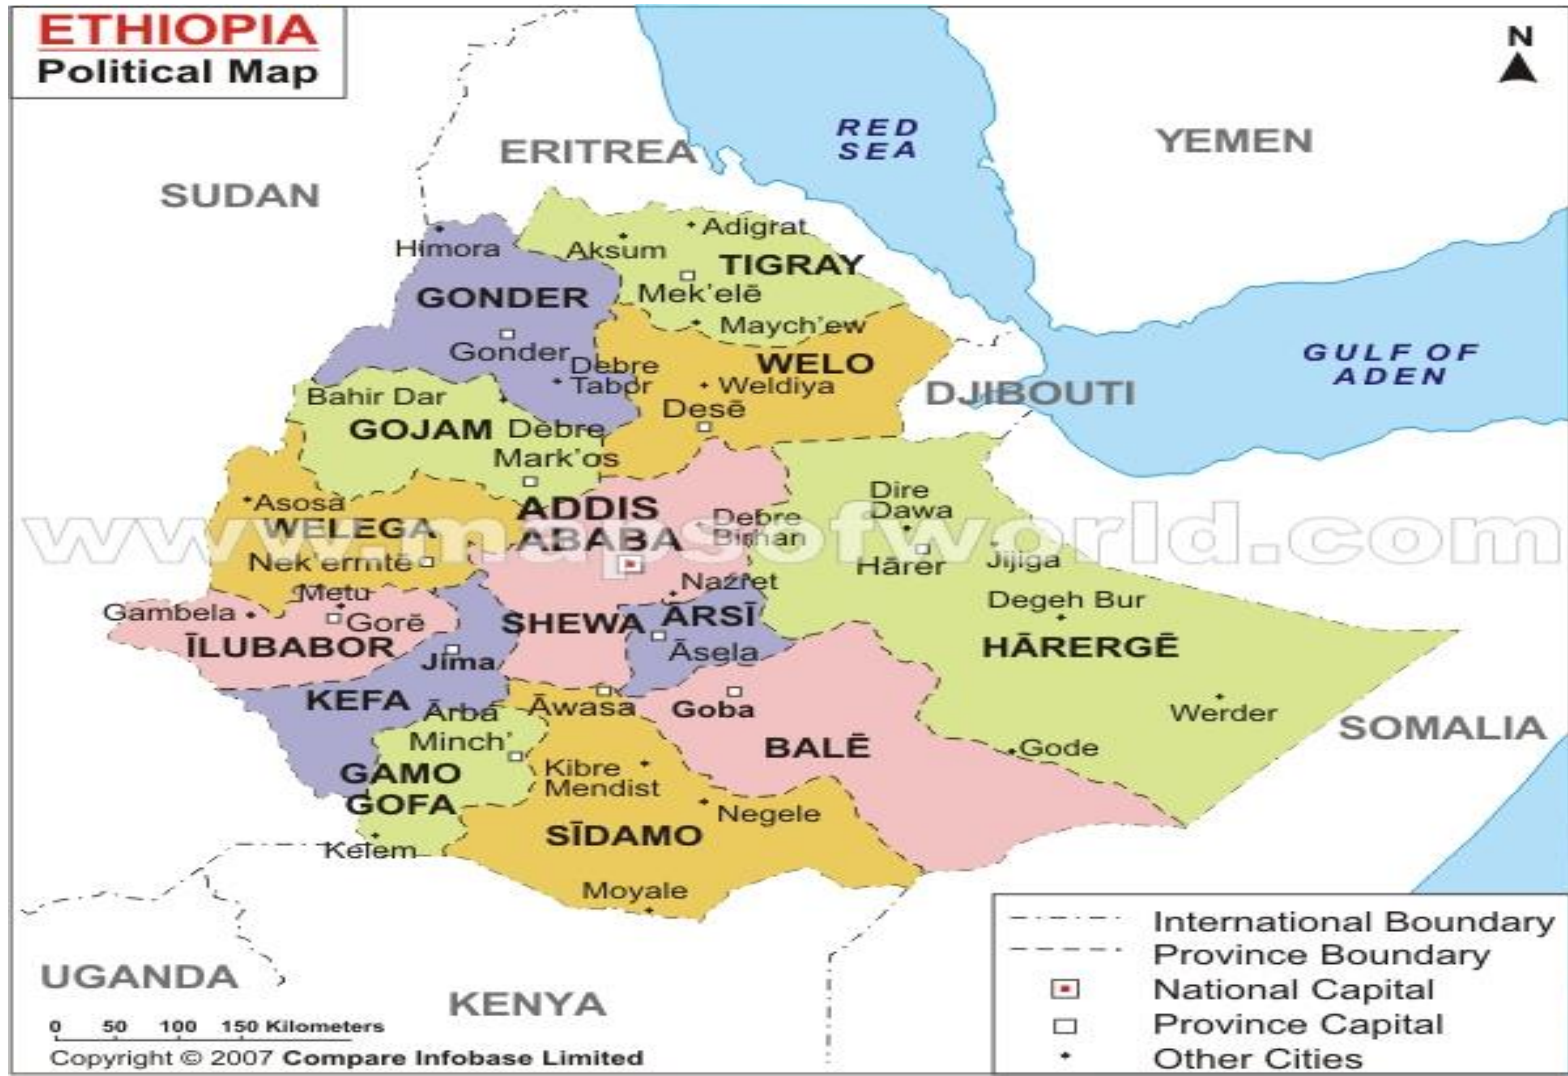 ETHIOPIA
Political Map
N
RED
SEA
YEMEN
ERITREA
SUDAN
Himora
Aksum
Adigrat
TIGRAY
Mek'elē
Maych'ew
GONDER
Gonder
Debre
Tabor
WELO
Weldiya
Desē
GULF OF
ADEN
DJIBOUTI
Bahir Dar
GOJAM
Debre
Mark'os
Asosa
WELEGA
Nek'emtē
ADDIS
ABABA
Debre
Birhan
Dire
Dawa
Hārer
Jijiga
www.mapsofworld.com
Degeh Bur
HĀRERGĒ
Werder
Gode
SOMALIA
Nazret
SHEWA
ĀRSĪ
Āsela
Gambela
Metu
Gorē
ĪLUBABOR
Jima
KEFA
Ārba
Minch'
GAMO
GOFA
Kelem
Āwasa
Goba
BALĒ
Kibre
Mendist
Negele
SĪDAMO
Moyale
UGANDA
KENYA
0 50 100 150 Kilometers
Copyright © 2007 Compare Infobase Limited
International Boundary
Province Boundary
National Capital
Province Capital
Other Cities